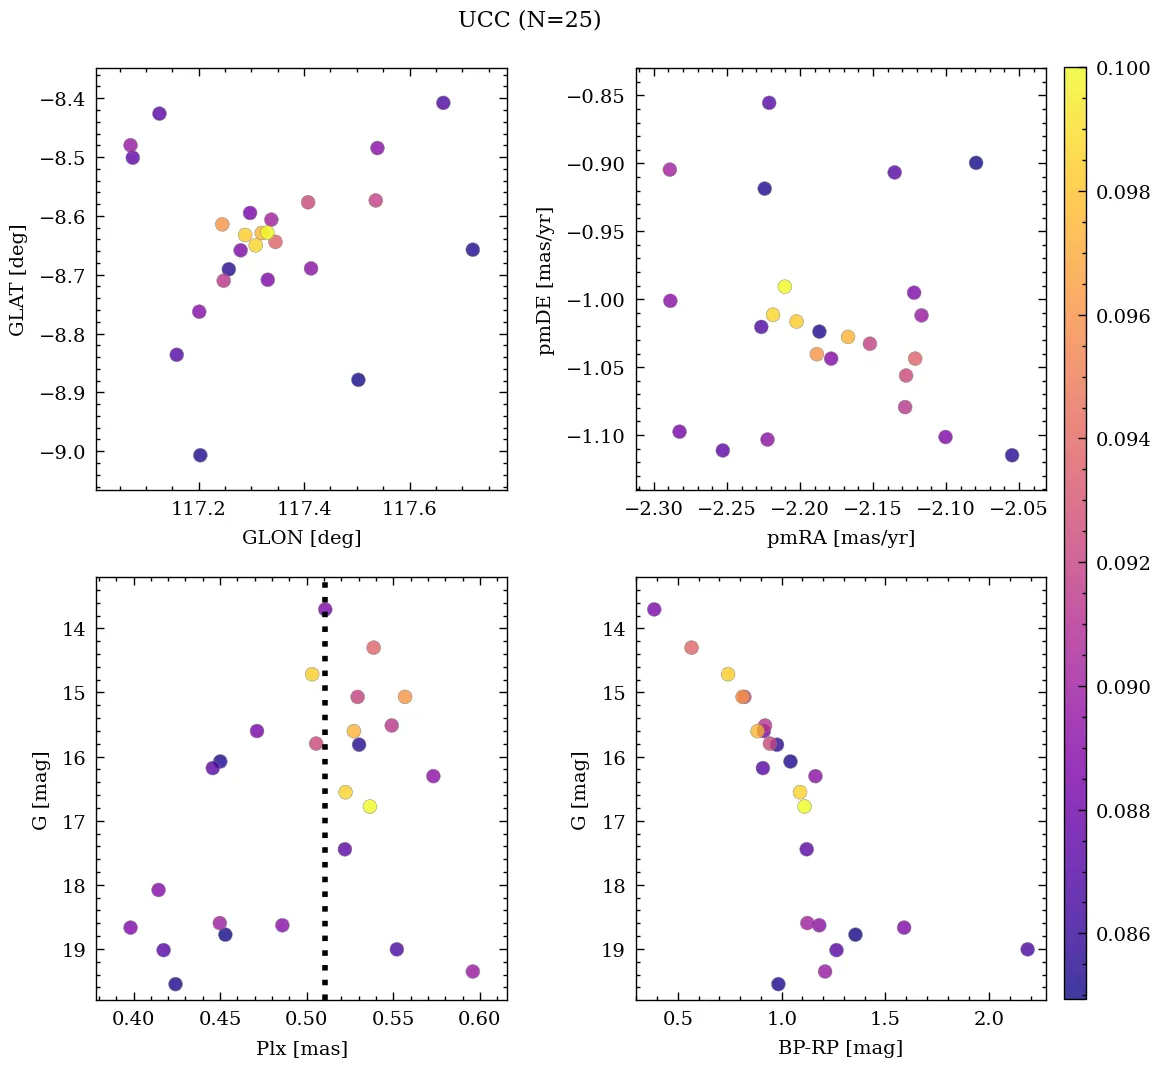 UCC (N=25)
−8.4
−8.5
−8.6
−8.7
−8.8
−8.9
−9.0
GLAT [deg]
117.2 117.4 117.6
GLON [deg]
−0.85
−0.90
−0.95
−1.00
−1.05
−1.10
pmDE [mas/yr]
−2.30 −2.25 −2.20 −2.15 −2.10 −2.05
pmRA [mas/yr]
0.100
0.098
0.096
0.094
0.092
0.090
0.088
0.086
14
15
16
17
18
19
G [mag]
0.40 0.45 0.50 0.55 0.60
Plx [mas]
14
15
16
17
18
19
G [mag]
0.5 1.0 1.5 2.0
BP-RP [mag]